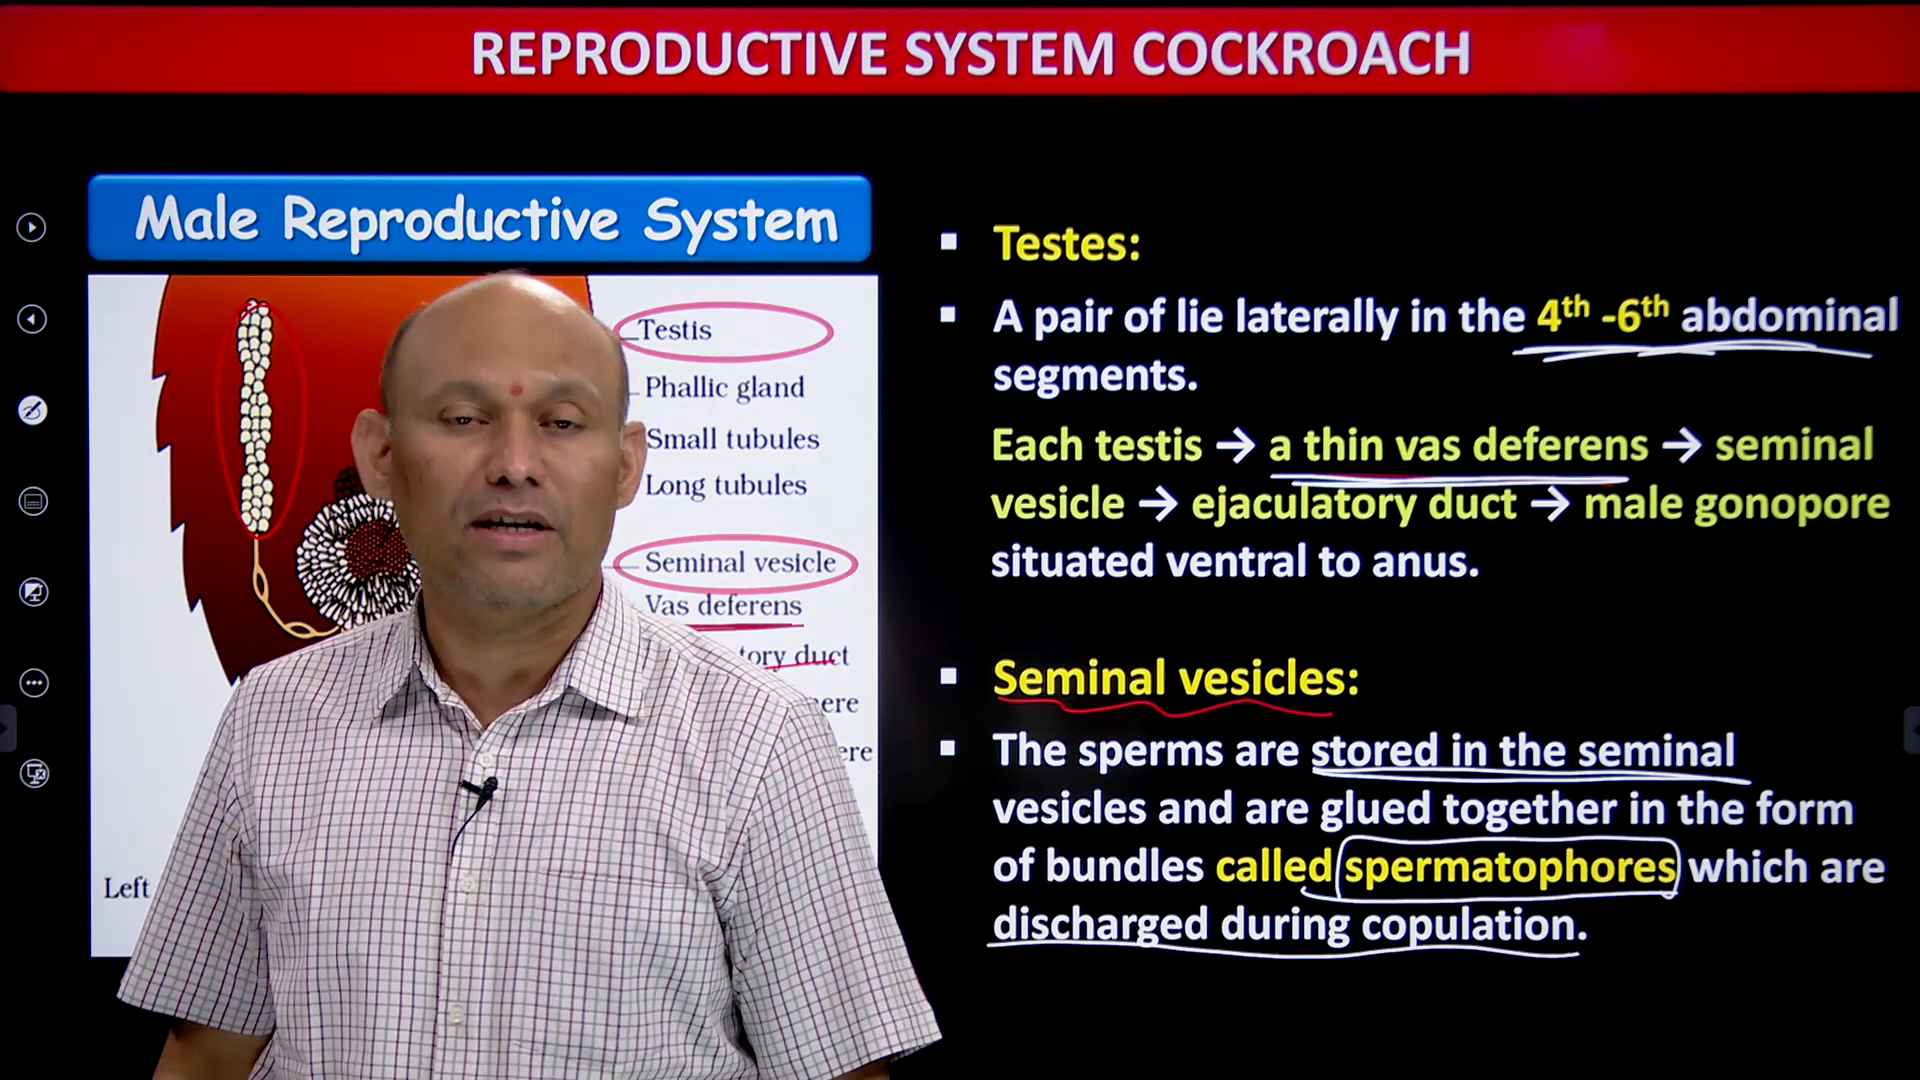 REPRODUCTIVE SYSTEM COCKROACH
Male Reproductive System
Testis
Phallic gland
Small tubules
Long tubules
Seminal vesicle
Vas deferens
duct
Left
Testes:
A pair of lie laterally in the 4th -6th abdominal
segments.
Each testis → a thin vas deferens → seminal
vesicle → ejaculatory duct → male gonopore
situated ventral to anus.
Seminal vesicles:
The sperms are stored in the seminal
vesicles and are glued together in the form
of bundles called spermatophores which are
discharged during copulation.